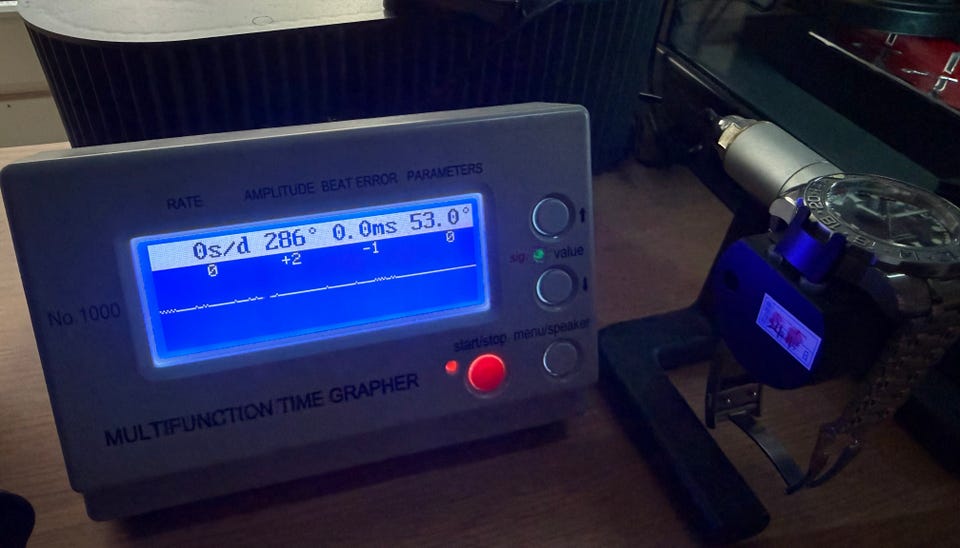 RATE AMPLITUDE BEAT ERROR PARAMETERS
0s/d 286° 0.0ms 53.0°
0 +2 -1 0
sig. value
No.1000
start/stop menu/speaker
MULTIFUNCTION TIME GRAPHER
20